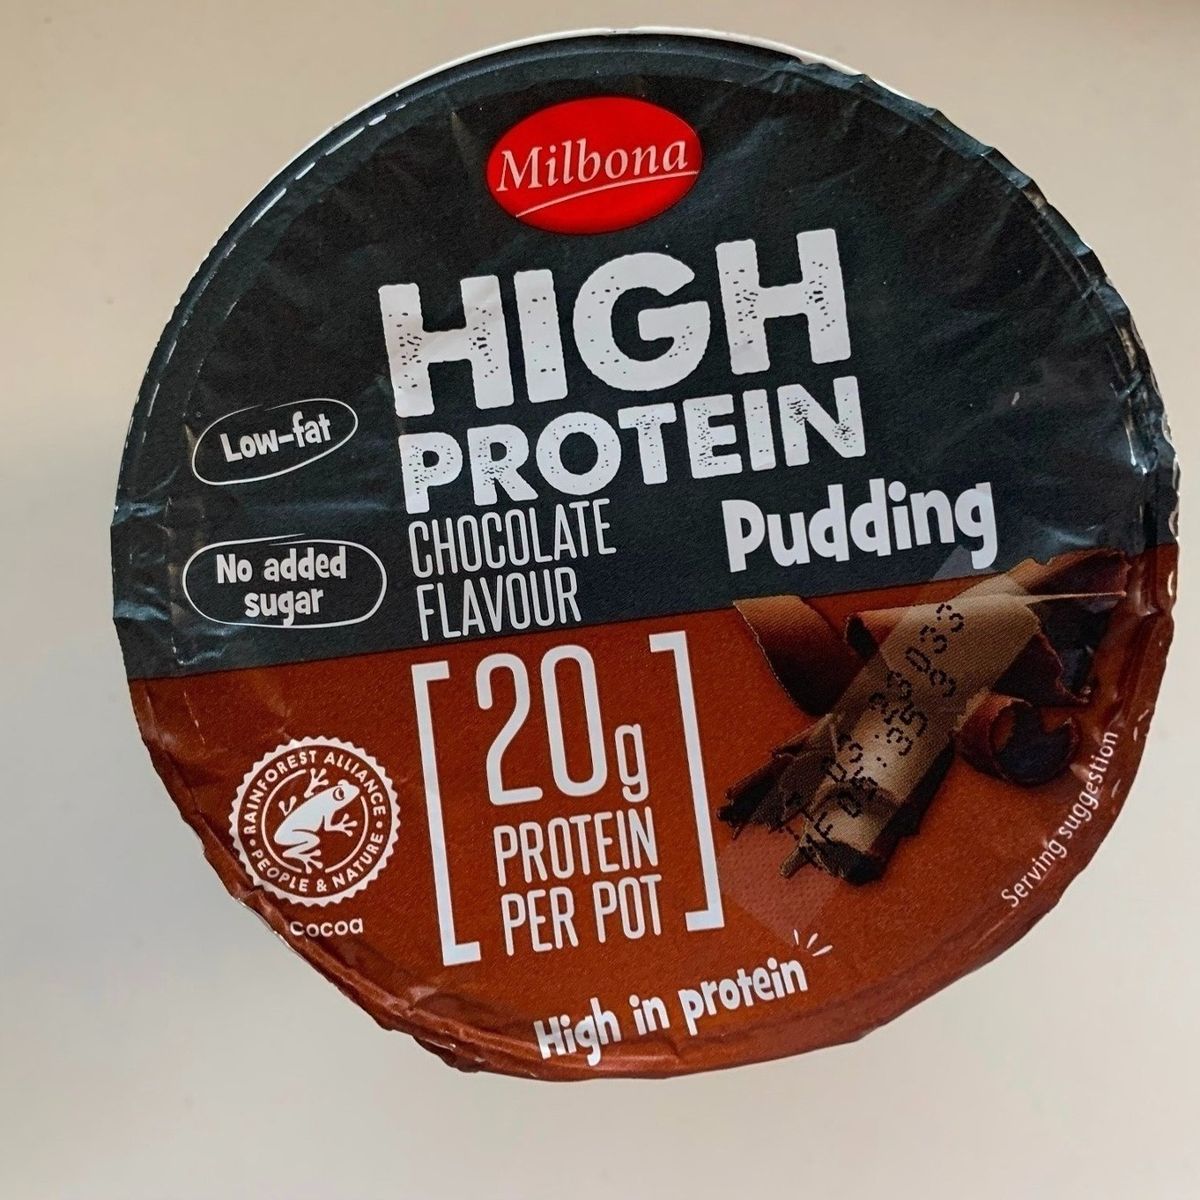 Milbona
HIGH
PROTEIN
CHOCOLATE
FLAVOUR
Pudding
Low-fat
No added
sugar
20g
PROTEIN
PER POT
RAINFOREST ALLIANCE
PEOPLE & NATURE
cocoa
High in protein
Serving suggestion